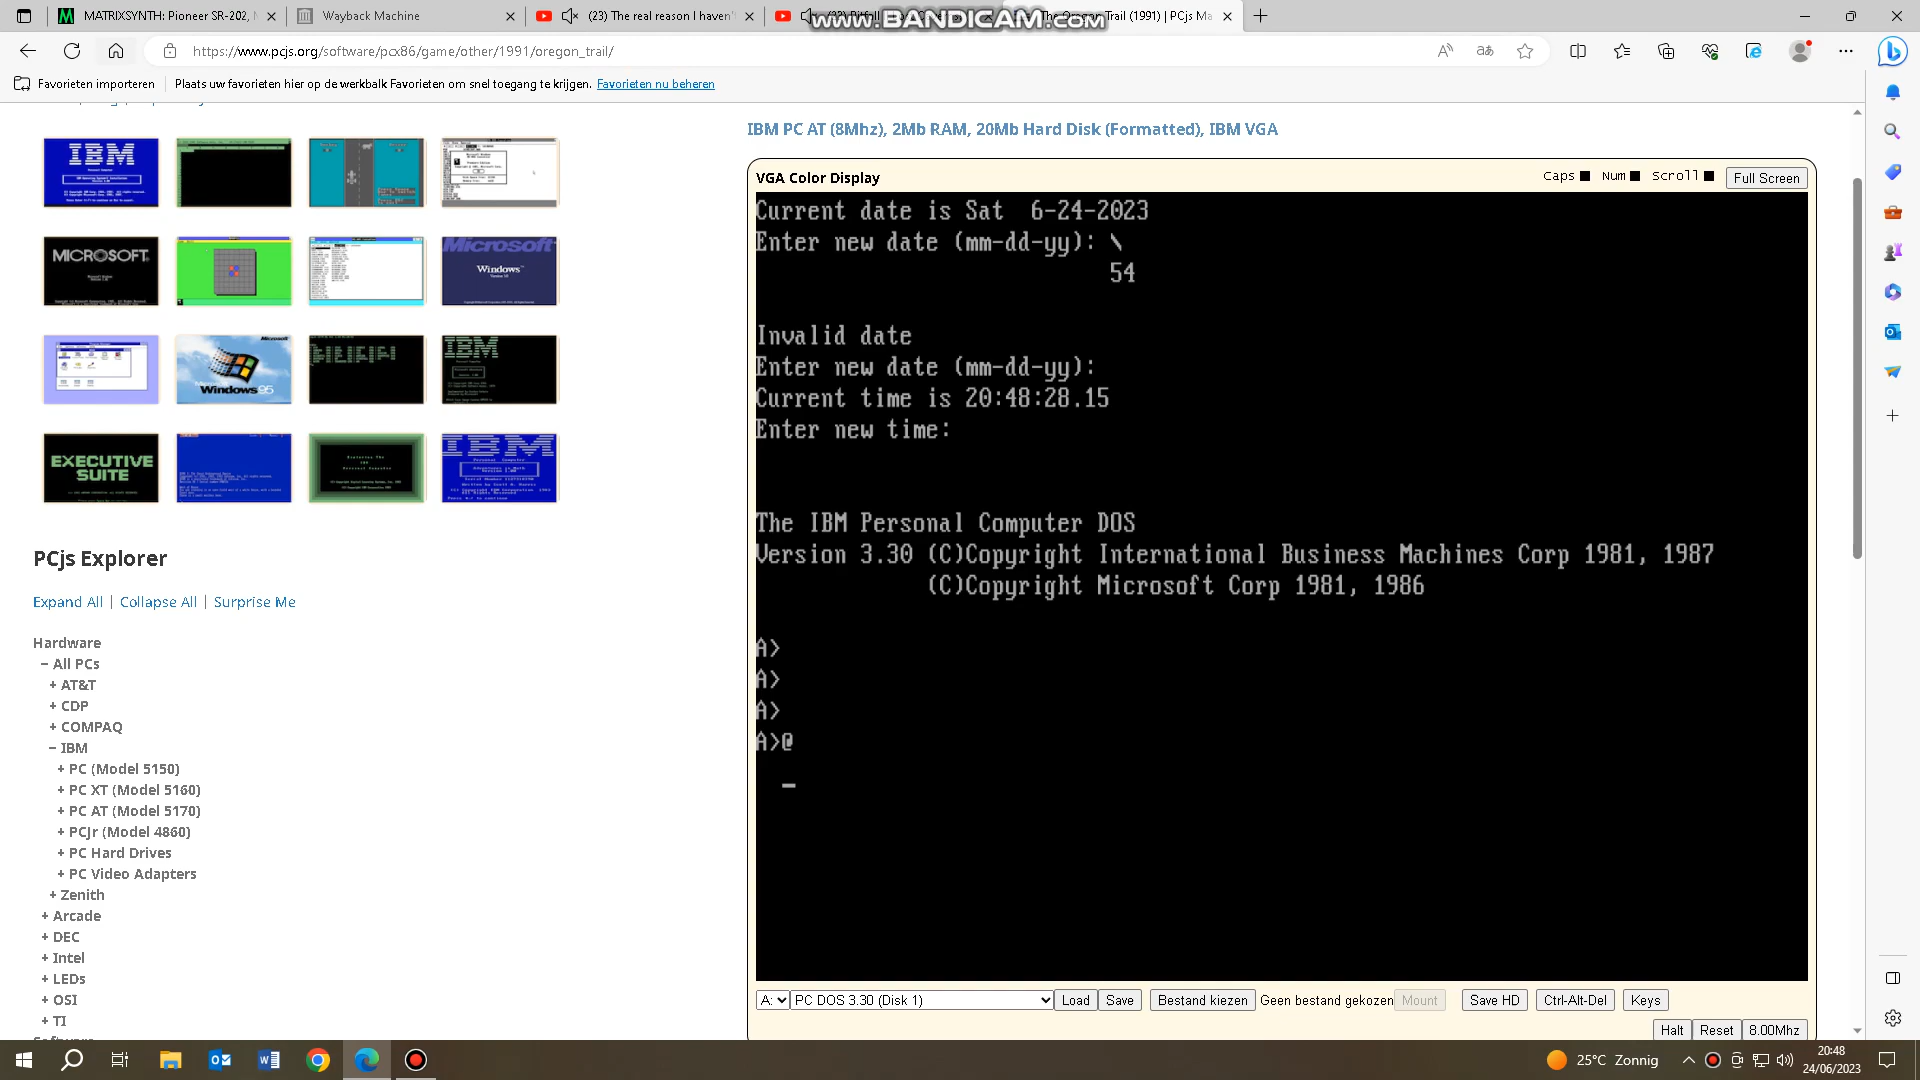 MATRIXSYNTH: Pioneer SR-202,
Wayback Machine
(23) The real reason I haven't
www.BANDICAM.com
(1991) | PCjs Ma
https://www.pcjs.org/software/pcx86/game/other/1991/oregon_trail/
Favorieten importeren
Plaats uw favorieten hier op de werkbalk Favorieten om snel toegang te krijgen. Favorieten nu beheren
IBM
MICROSOFT
Microsoft
Windows
Microsoft
Windows 95
IBM
EXECUTIVE
SUITE
IBM
PCjs Explorer
Expand All | Collapse All | Surprise Me
Hardware
− All PCs
+ AT&T
+ CDP
+ COMPAQ
− IBM
+ PC (Model 5150)
+ PC XT (Model 5160)
+ PC AT (Model 5170)
+ PCjr (Model 4860)
+ PC Hard Drives
+ PC Video Adapters
+ Zenith
+ Arcade
+ DEC
+ Intel
+ LEDs
+ OSI
+ TI
IBM PC AT (8Mhz), 2Mb RAM, 20Mb Hard Disk (Formatted), IBM VGA
VGA Color Display
Caps Num Scroll Full Screen
Current date is Sat 6-24-2023
Enter new date (mm-dd-yy): \
54
Invalid date
Enter new date (mm-dd-yy):
Current time is 20:48:28.15
Enter new time:
The IBM Personal Computer DOS
Version 3.30 (C)Copyright International Business Machines Corp 1981, 1987
(C)Copyright Microsoft Corp 1981, 1986
A>
A>
A>
A>@
_
A: PC DOS 3.30 (Disk 1) Load Save Bestand kiezen Geen bestand gekozen Mount Save HD Ctrl-Alt-Del Keys
Halt Reset 8.00Mhz
25°C Zonnig
20:48
24/06/2023